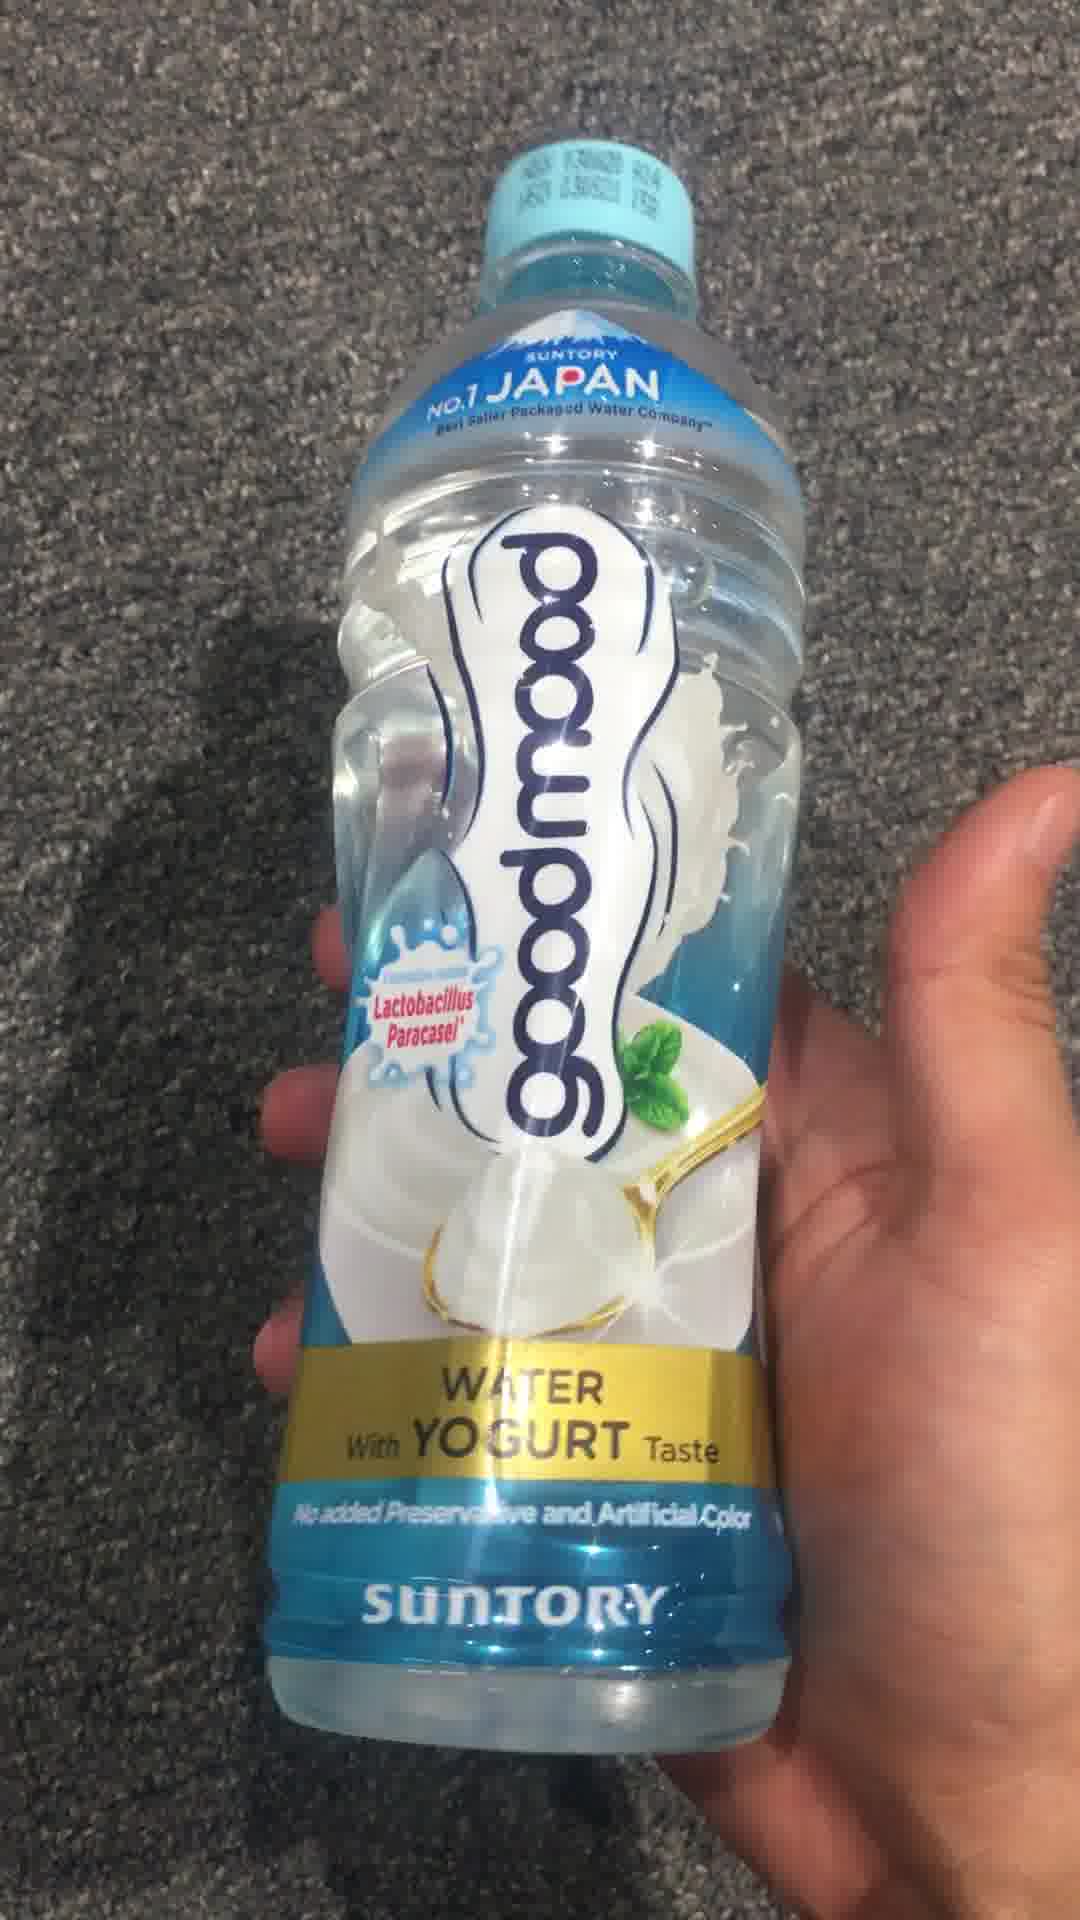 SUNTORY
NO.1 JAPAN
Best Seller Packaged Water Company
goodmood
Lactobacillus
Paracasei*
WATER
With YOGURT Taste
No added Preservative and Artificial Color
SUNTORY